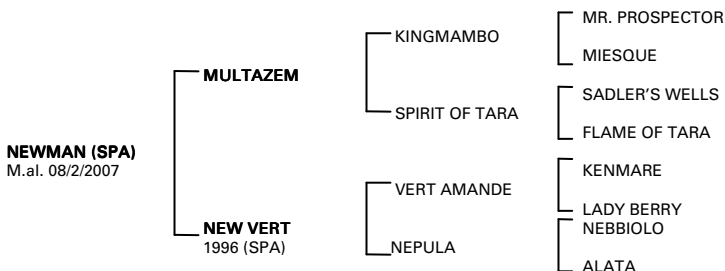 MR. PROSPECTOR
KINGMAMBO
MIESQUE
MULTAZEM
SADLER'S WELLS
SPIRIT OF TARA
FLAME OF TARA
NEWMAN (SPA)
M.al. 08/2/2007
KENMARE
VERT AMANDE
LADY BERRY
NEW VERT
1996 (SPA)
NEBBIOLO
NEPULA
ALATA